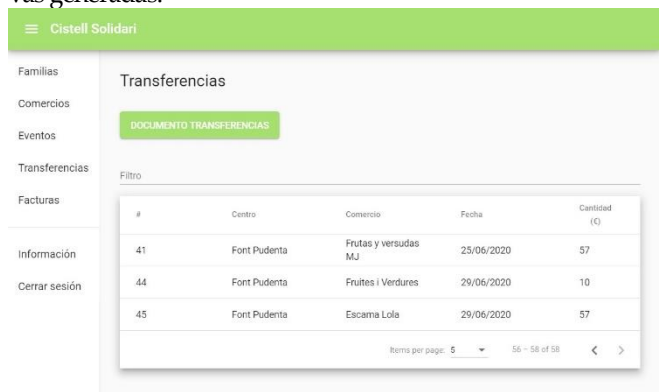 vas generadas.
Cistell Solidari
Familias
Comercios
Eventos
Transferencias
Facturas
Información
Cerrar sesión
Transferencias
DOCUMENTO TRANSFERENCIAS
Filtro
# Centro Comercio Fecha Cantidad (€)
41 Font Pudenta Frutas y versudas MJ 25/06/2020 57
44 Font Pudenta Fruites i Verdures 29/06/2020 10
45 Font Pudenta Escama Lola 29/06/2020 57
Items per page: 5 56 – 58 of 58